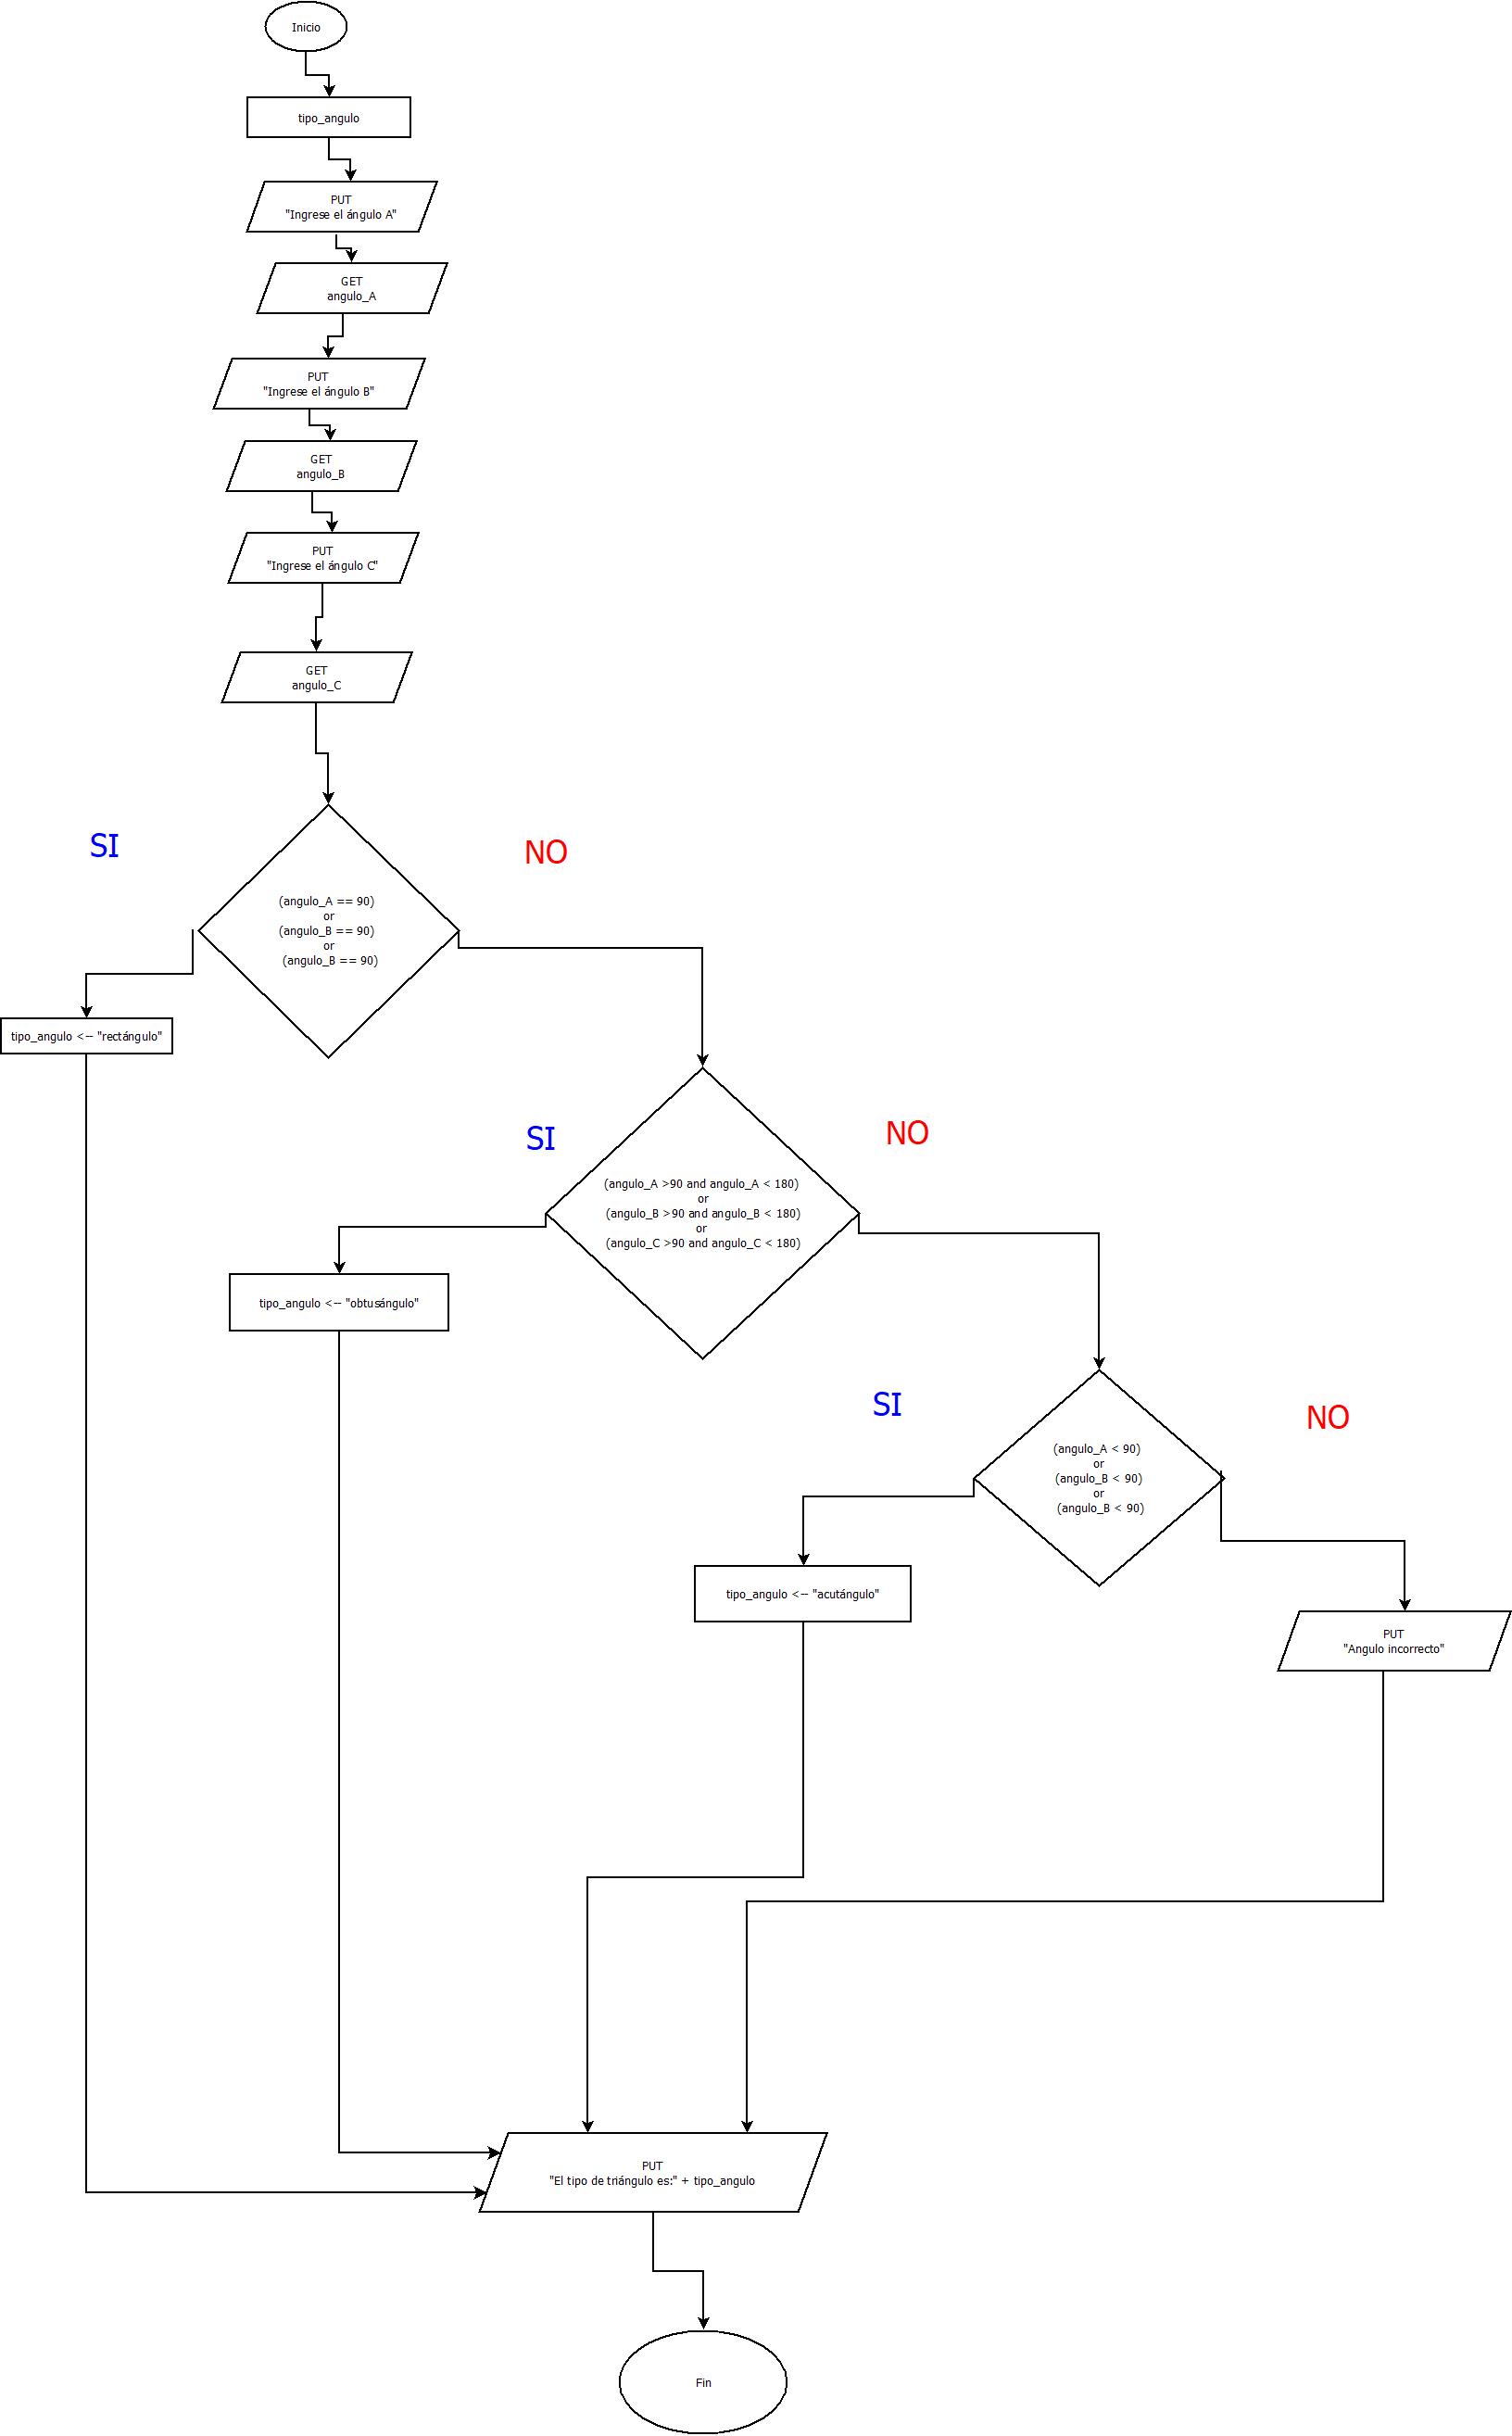 Inicio
tipo_angulo
PUT
"Ingrese el ángulo A"
GET
angulo_A
PUT
"Ingrese el ángulo B"
GET
angulo_B
PUT
"Ingrese el ángulo C"
GET
angulo_C
SI
NO
(angulo_A == 90)
or
(angulo_B == 90)
or
(angulo_B == 90)
tipo_angulo <-- "rectángulo"
SI
NO
(angulo_A >90 and angulo_A < 180)
or
(angulo_B >90 and angulo_B < 180)
or
(angulo_C >90 and angulo_C < 180)
tipo_angulo <-- "obtusángulo"
SI
NO
(angulo_A < 90)
or
(angulo_B < 90)
or
(angulo_B < 90)
tipo_angulo <-- "acutángulo"
PUT
"Angulo incorrecto"
PUT
"El tipo de triángulo es:" + tipo_angulo
Fin